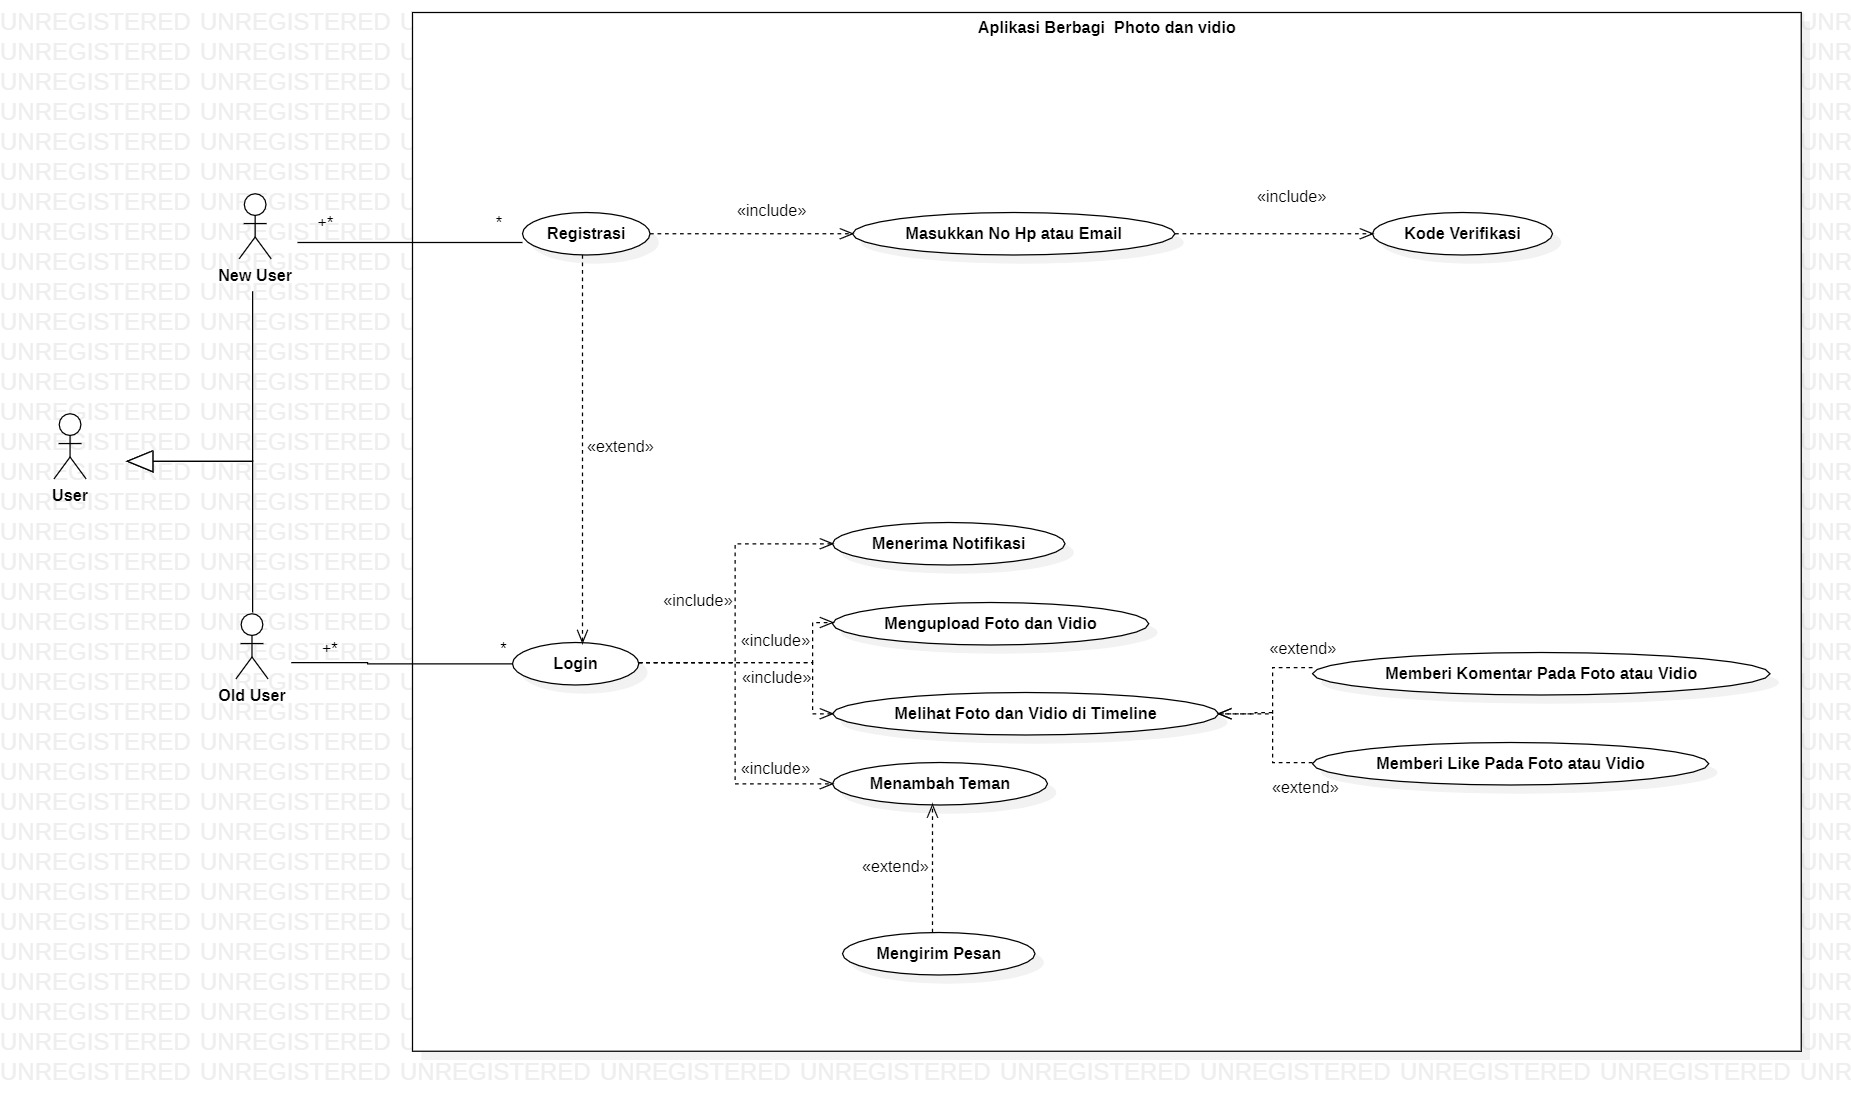 Aplikasi Berbagi  Photo dan vidio
«include»
«include»
+*
*
Registrasi
Masukkan No Hp atau Email
Kode Verifikasi
New User
«extend»
User
Menerima Notifikasi
«include»
Mengupload Foto dan Vidio
«include»
+*
*
«extend»
Login
«include»
Memberi Komentar Pada Foto atau Vidio
Old User
Melihat Foto dan Vidio di Timeline
«include»
Memberi Like Pada Foto atau Vidio
Menambah Teman
«extend»
«extend»
Mengirim Pesan
UNREGISTERED UNREGISTERED UNREGISTERED UNREGISTERED UNREGISTERED UNREGISTERED UNREGISTERED UNREGISTERED UNREGISTERED UNR